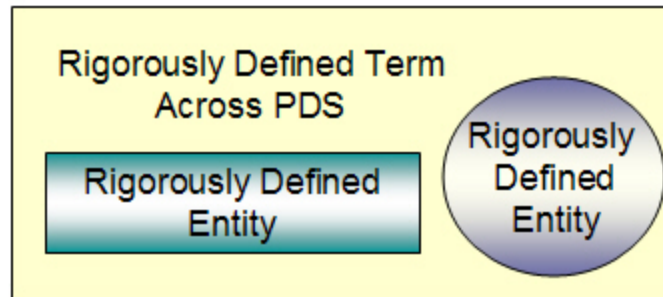 Rigorously Defined Term
Across PDS
Rigorously Defined
Entity
Rigorously
Defined
Entity